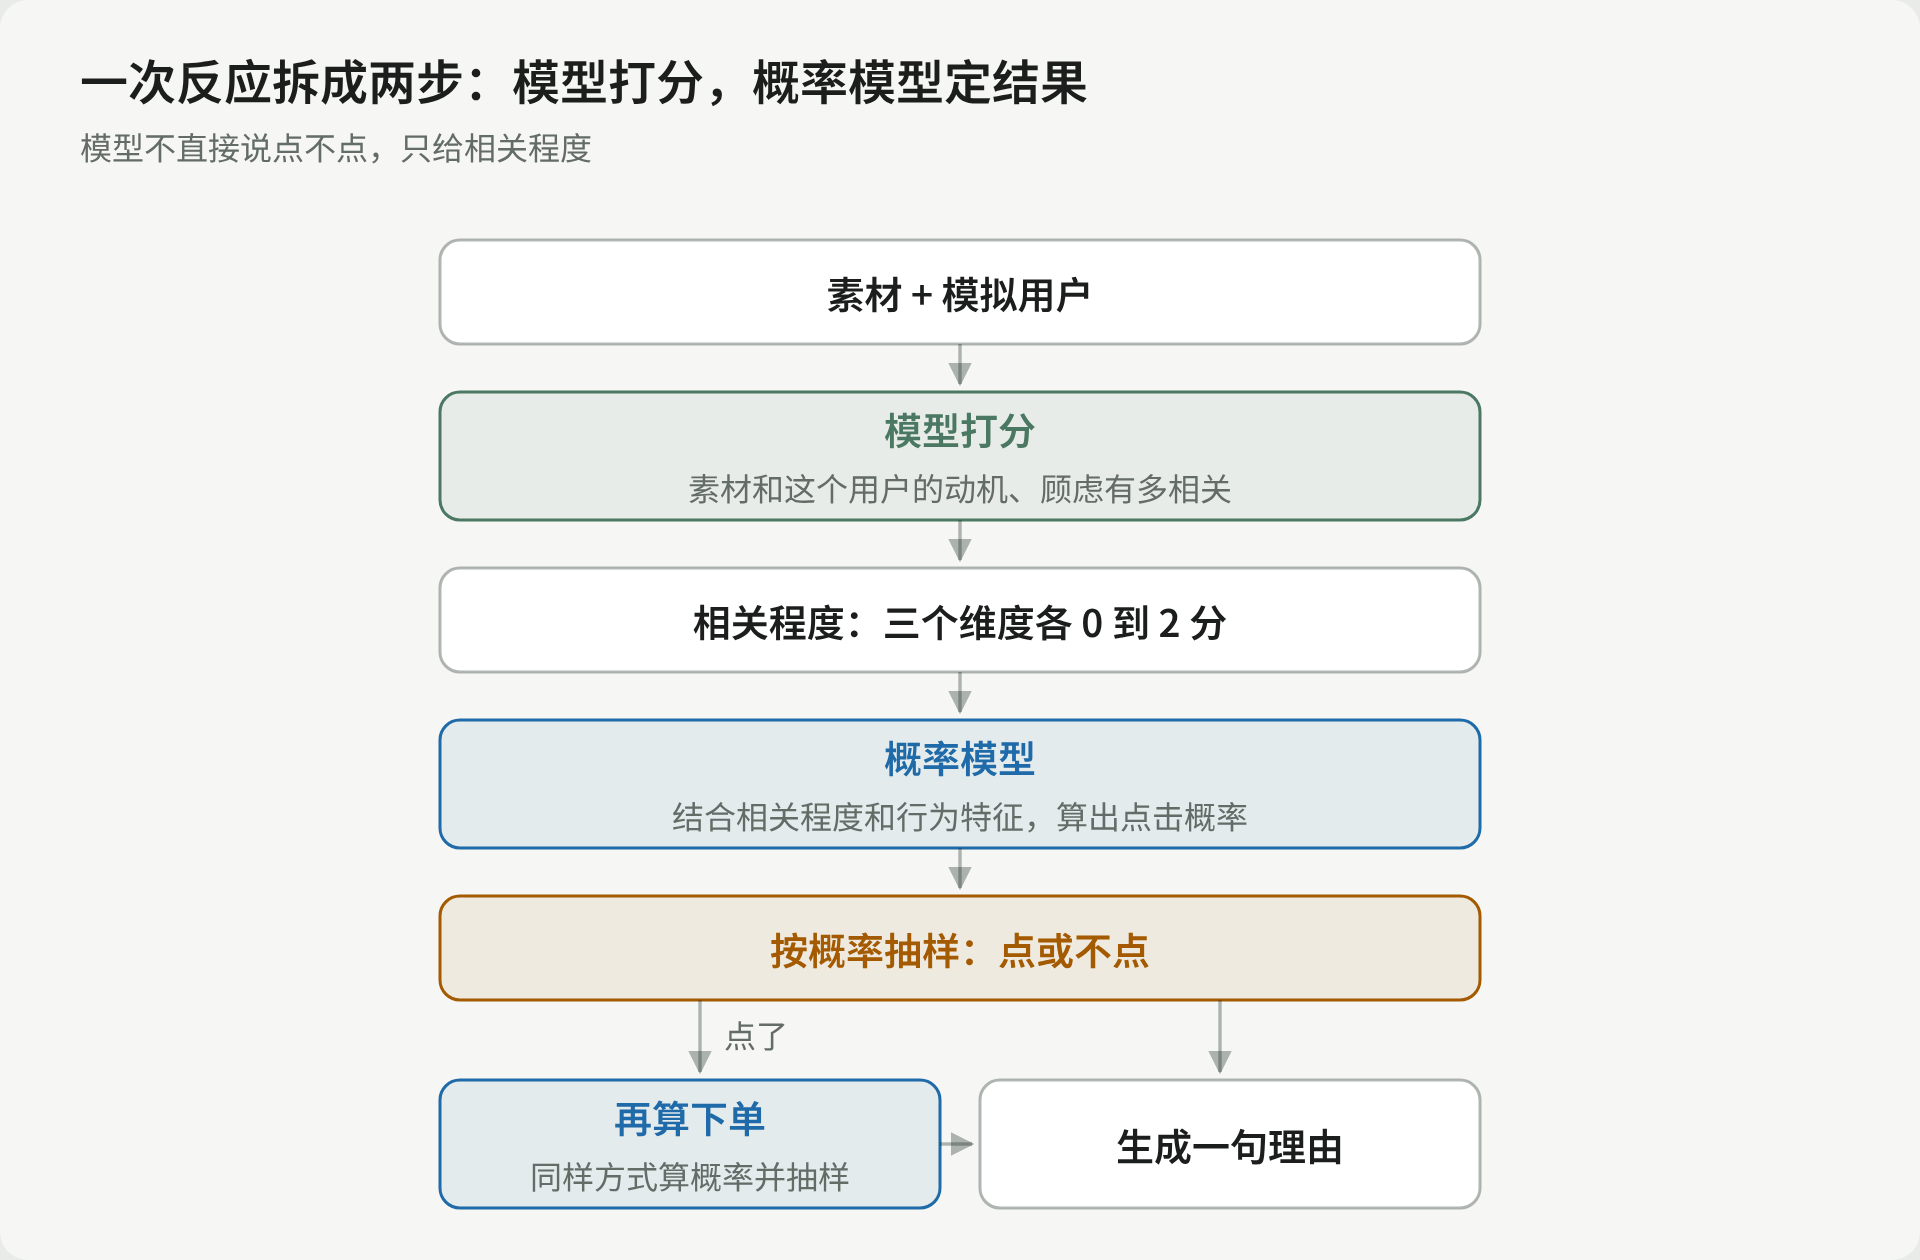 一次反应拆成两步：模型打分，概率模型定结果
模型不直接说点不点，只给相关程度
素材 + 模拟用户
模型打分
素材和这个用户的动机、顾虑有多相关
相关程度：三个维度各 0 到 2 分
概率模型
结合相关程度和行为特征，算出点击概率
按概率抽样：点或不点
点了
再算下单
同样方式算概率并抽样
生成一句理由